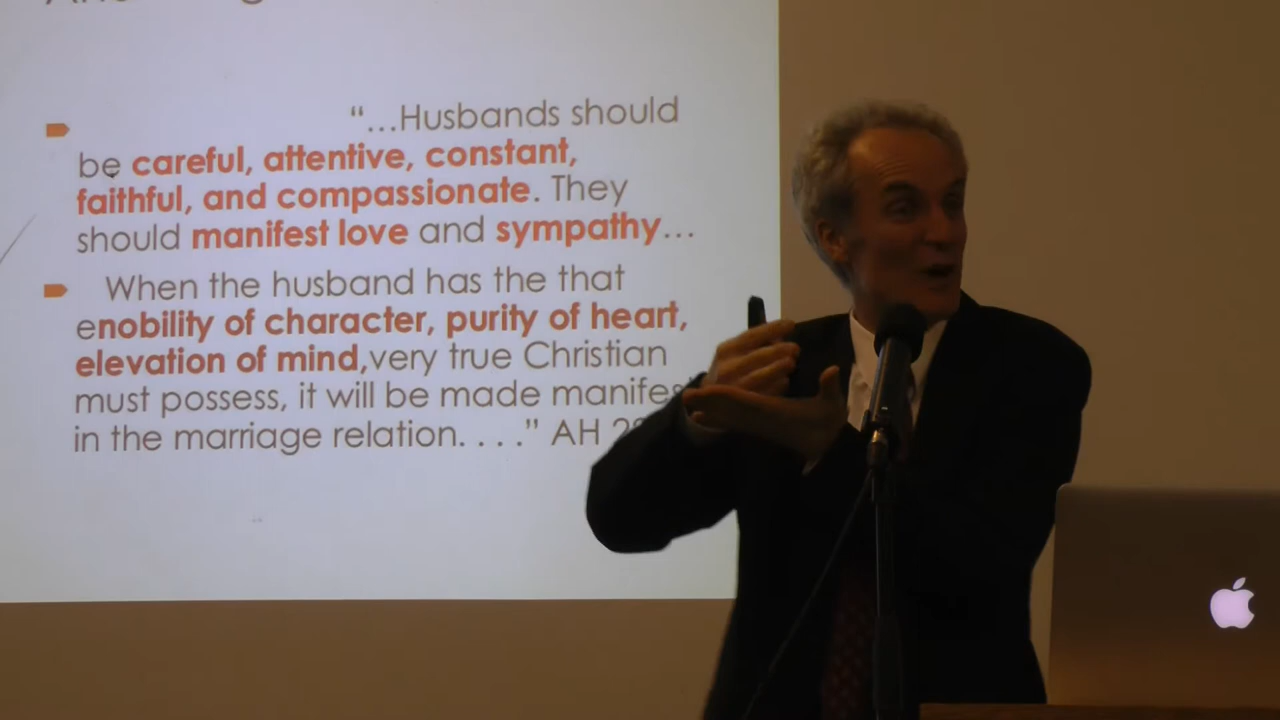 “...Husbands should
be careful, attentive, constant,
faithful, and compassionate. They
should manifest love and sympathy...
When the husband has the that
enobility of character, purity of heart,
elevation of mind,very true Christian
must possess, it will be made
in the marriage relation. . . .” AH